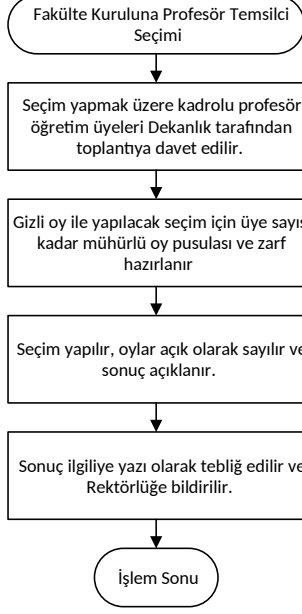 Fakülte Kuruluna Profesör Temsilci
Seçimi
Seçim yapmak üzere kadrolu profesör
öğretim üyeleri Dekanlık tarafından
toplantıya davet edilir.
Gizli oy ile yapılacak seçim için üye sayıs
kadar mühürlü oy pusulası ve zarf
hazırlanır
Seçim yapılır, oylar açık olarak sayılır ve
sonuç açıklanır.
Sonuç ilgiliye yazı olarak tebliğ edilir ve
Rektörlüğe bildirilir.
İşlem Sonu